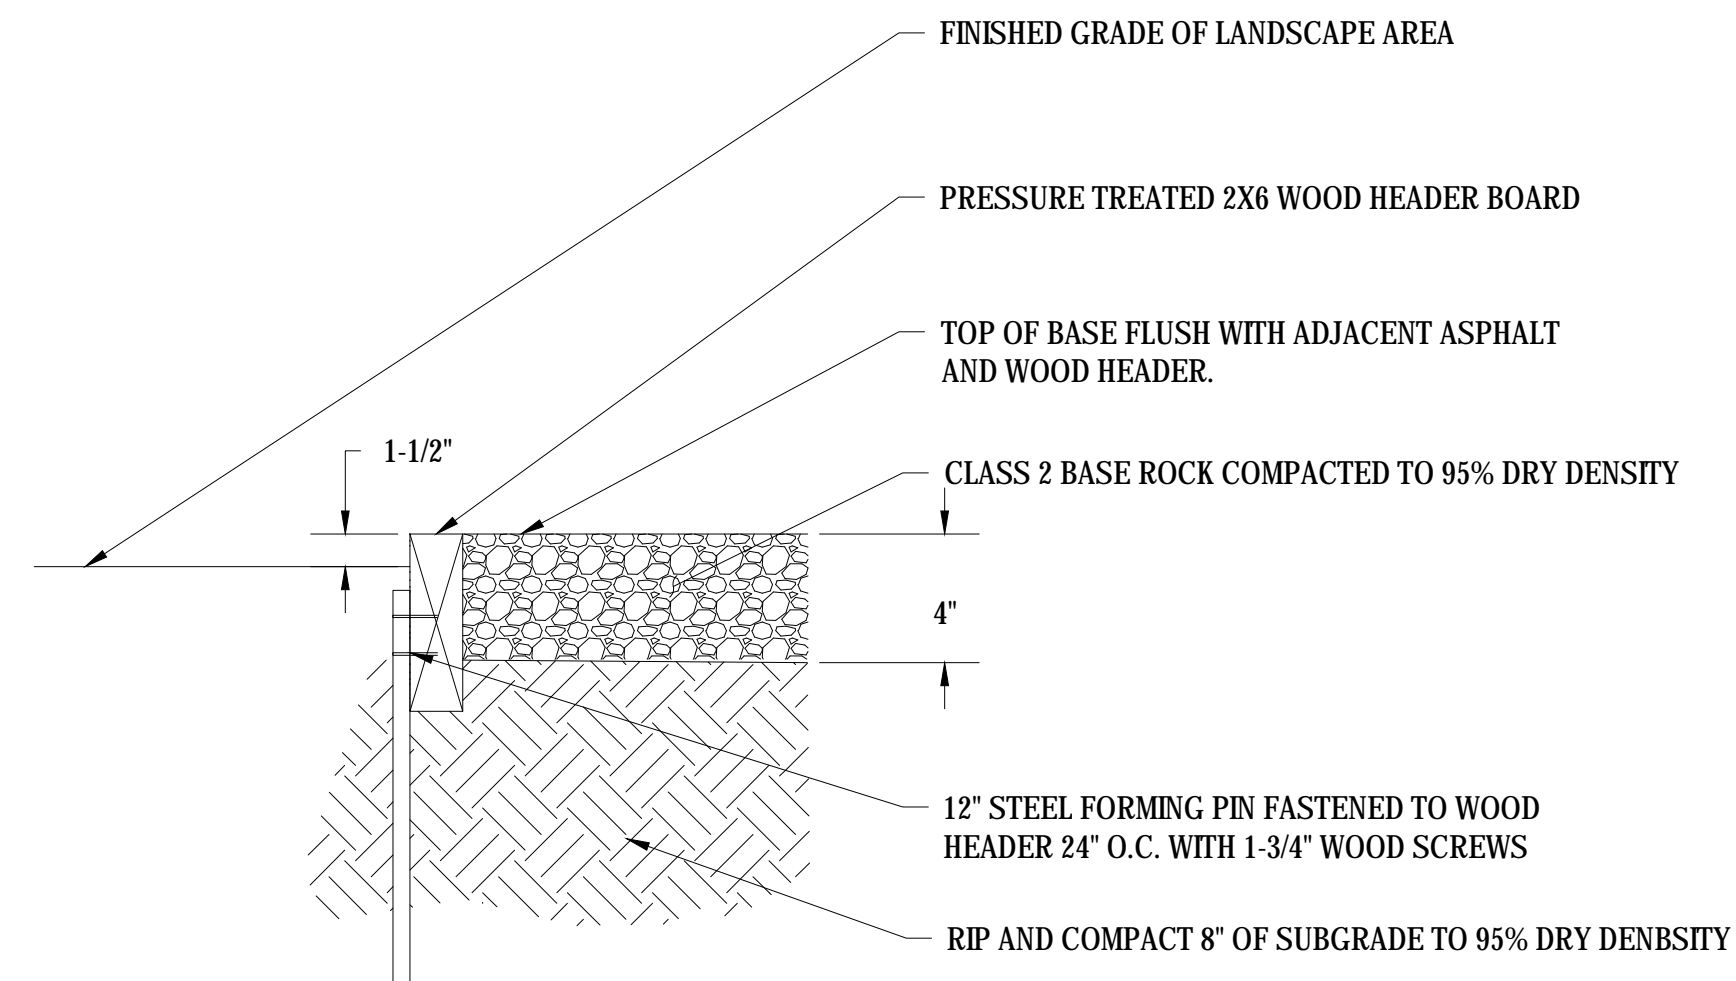 FINISHED GRADE OF LANDSCAPE AREA
PRESSURE TREATED 2X6 WOOD HEADER BOARD
TOP OF BASE FLUSH WITH ADJACENT ASPHALT
AND WOOD HEADER.
1-1/2"
CLASS 2 BASE ROCK COMPACTED TO 95% DRY DENSITY
4"
12" STEEL FORMING PIN FASTENED TO WOOD
HEADER 24" O.C. WITH 1-3/4" WOOD SCREWS
RIP AND COMPACT 8" OF SUBGRADE TO 95% DRY DENBSITY